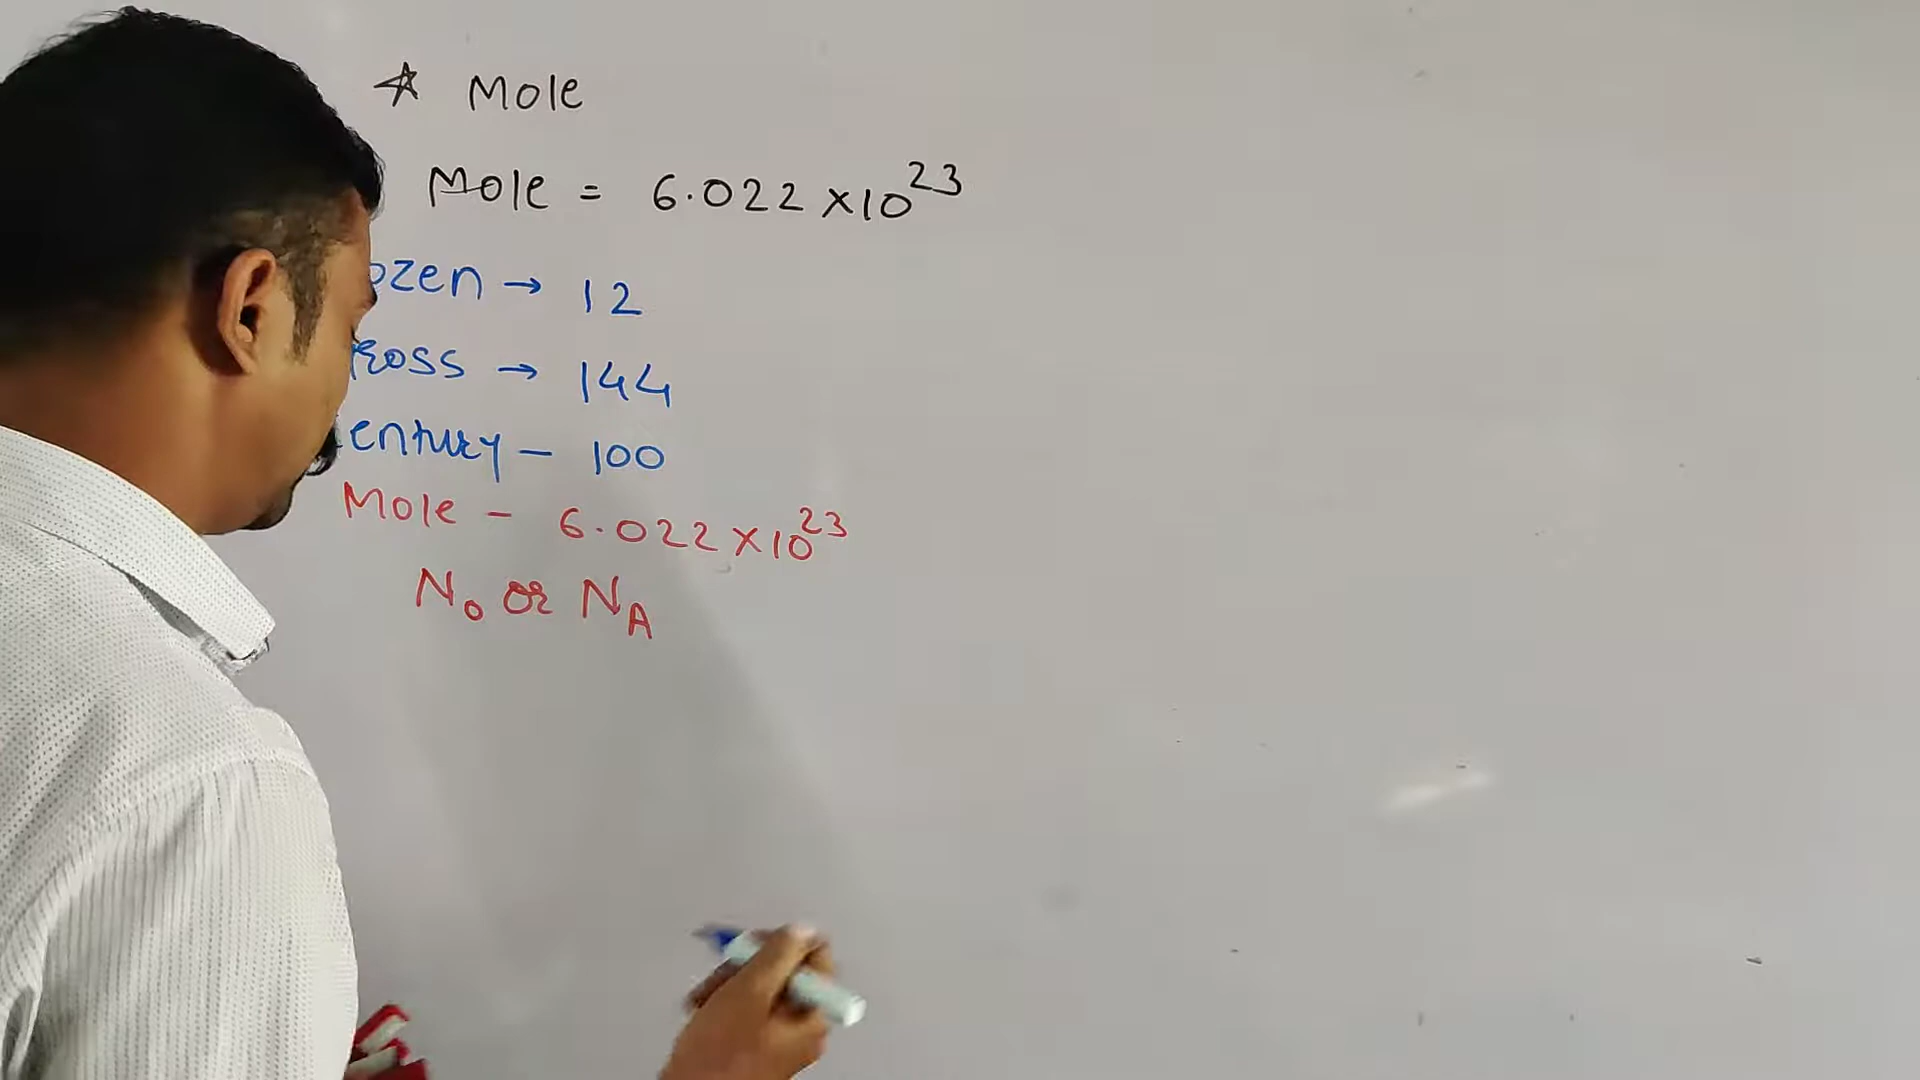 ☆ Mole
Mole = 6.022 ×10²³
ozen → 12
ross → 144
entury – 100
Mole – 6.022 ×10²³
N₀ or N_A